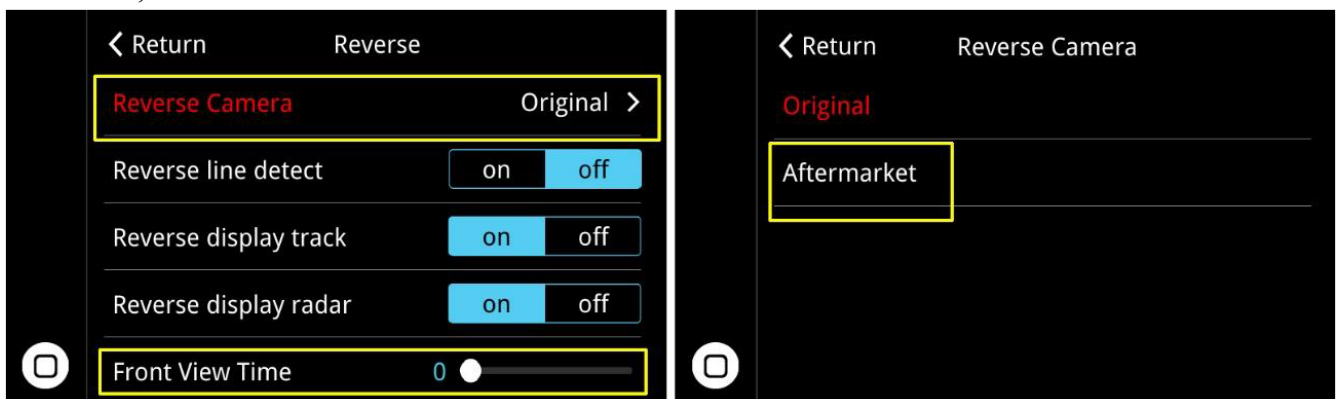 Return Reverse
Reverse Camera Original
Reverse line detect on off
Reverse display track on off
Reverse display radar on off
Front View Time 0
Return Reverse Camera
Original
Aftermarket